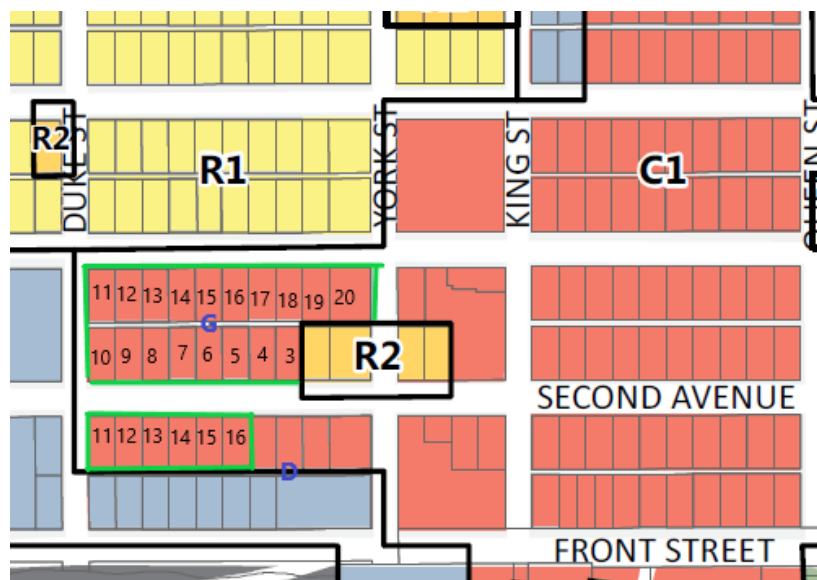 R2
DUKE ST
R1
YORK ST
KING ST
C1
QUEEN ST
11 12 13 14 15 16 17 18 19 20
G
10 9 8 7 6 5 4 3
R2
SECOND AVENUE
11 12 13 14 15 16
D
FRONT STREET